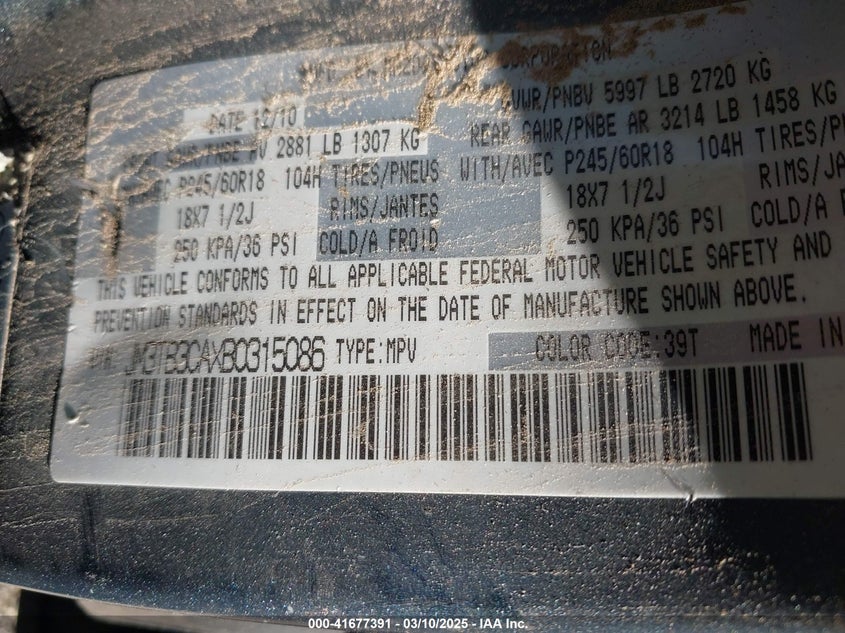 CORPORATION
DATE 12/10 GVWR/PNBV 5997 LB 2720 KG
GAWR/PNBE AV 2881 LB 1307 KG REAR GAWR/PNBE AR 3214 LB 1458 KG
P245/60R18 104H TIRES/PNEUS WITH/AVEC P245/60R18 104H
18X7 1/2J RIMS/JANTES 18X7 1/2J
250 KPA/36 PSI COLD/A FROID 250 KPA/36 PSI
THIS VEHICLE CONFORMS TO ALL APPLICABLE FEDERAL MOTOR VEHICLE SAFETY AND
PREVENTION STANDARDS IN EFFECT ON THE DATE OF MANUFACTURE SHOWN ABOVE.
JM3TB3CAXB0315086 TYPE:MPV COLOR CODE:39T MADE IN
000-41677391 - 03/10/2025 - IAA Inc.